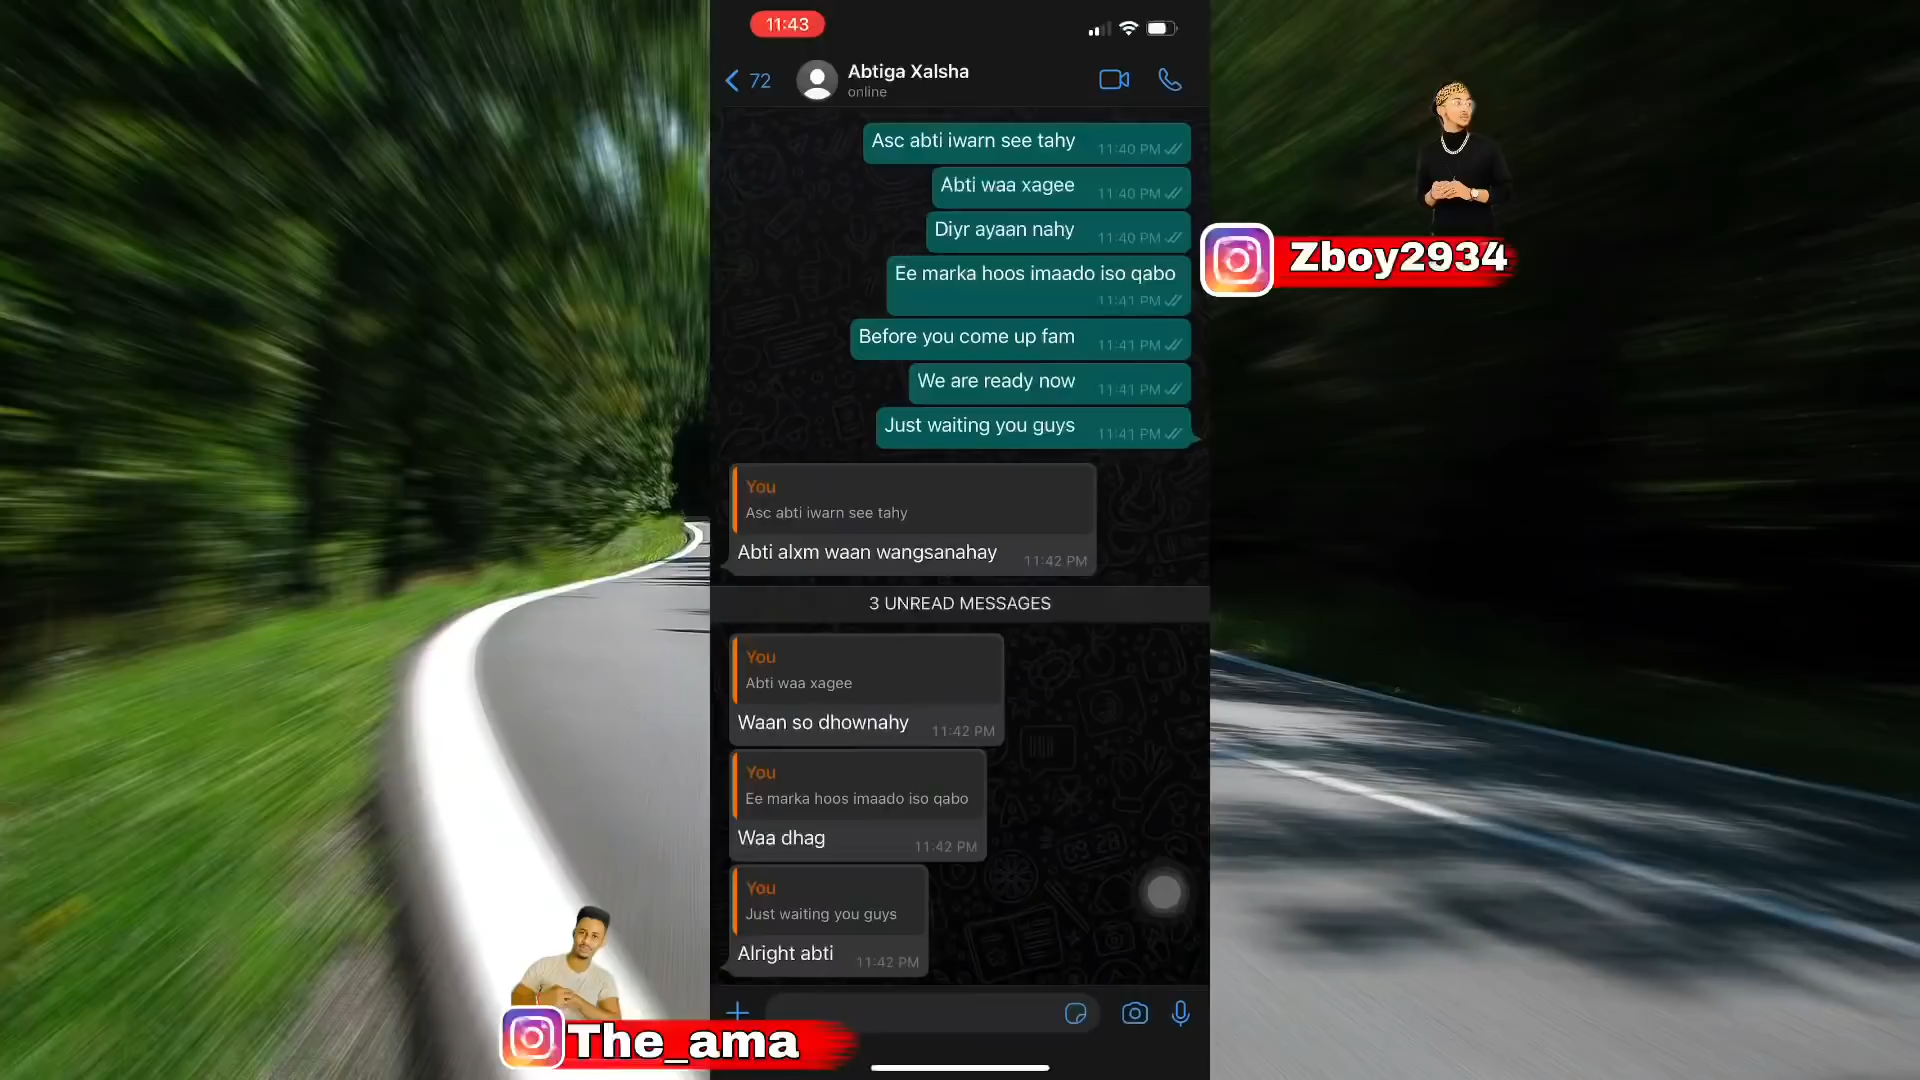 11:43
72
Abtiga Xalsha
online
Asc abti iwarn see tahy 11:40 PM
Abti waa xagee 11:40 PM
Diyr ayaan nahy 11:40 PM
Ee marka hoos imaado iso qabo
11:41 PM
Before you come up fam 11:41 PM
We are ready now 11:41 PM
Just waiting you guys 11:41 PM
You
Asc abti iwarn see tahy
Abti alxm waan wangsanahay 11:42 PM
3 UNREAD MESSAGES
You
Abti waa xagee
Waan so dhownahy 11:42 PM
You
Ee marka hoos imaado iso qabo
Waa dhag 11:42 PM
You
Just waiting you guys
Alright abti 11:42 PM
Zboy2934
The_ama